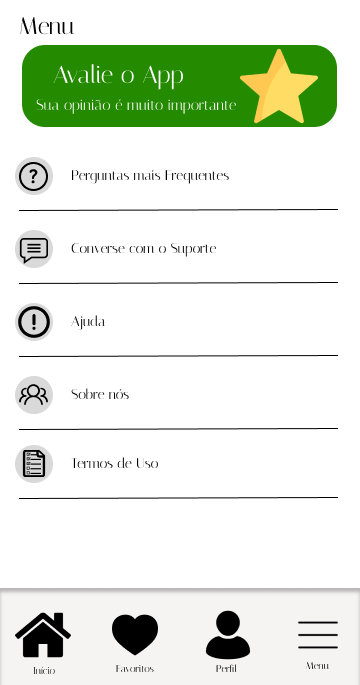 Menu
Avalie o App
Sua opinião é muito importante
Perguntas mais Frequentes
Converse com o Suporte
Ajuda
Sobre nós
Termos de Uso
Início
Favoritos
Perfil
Menu